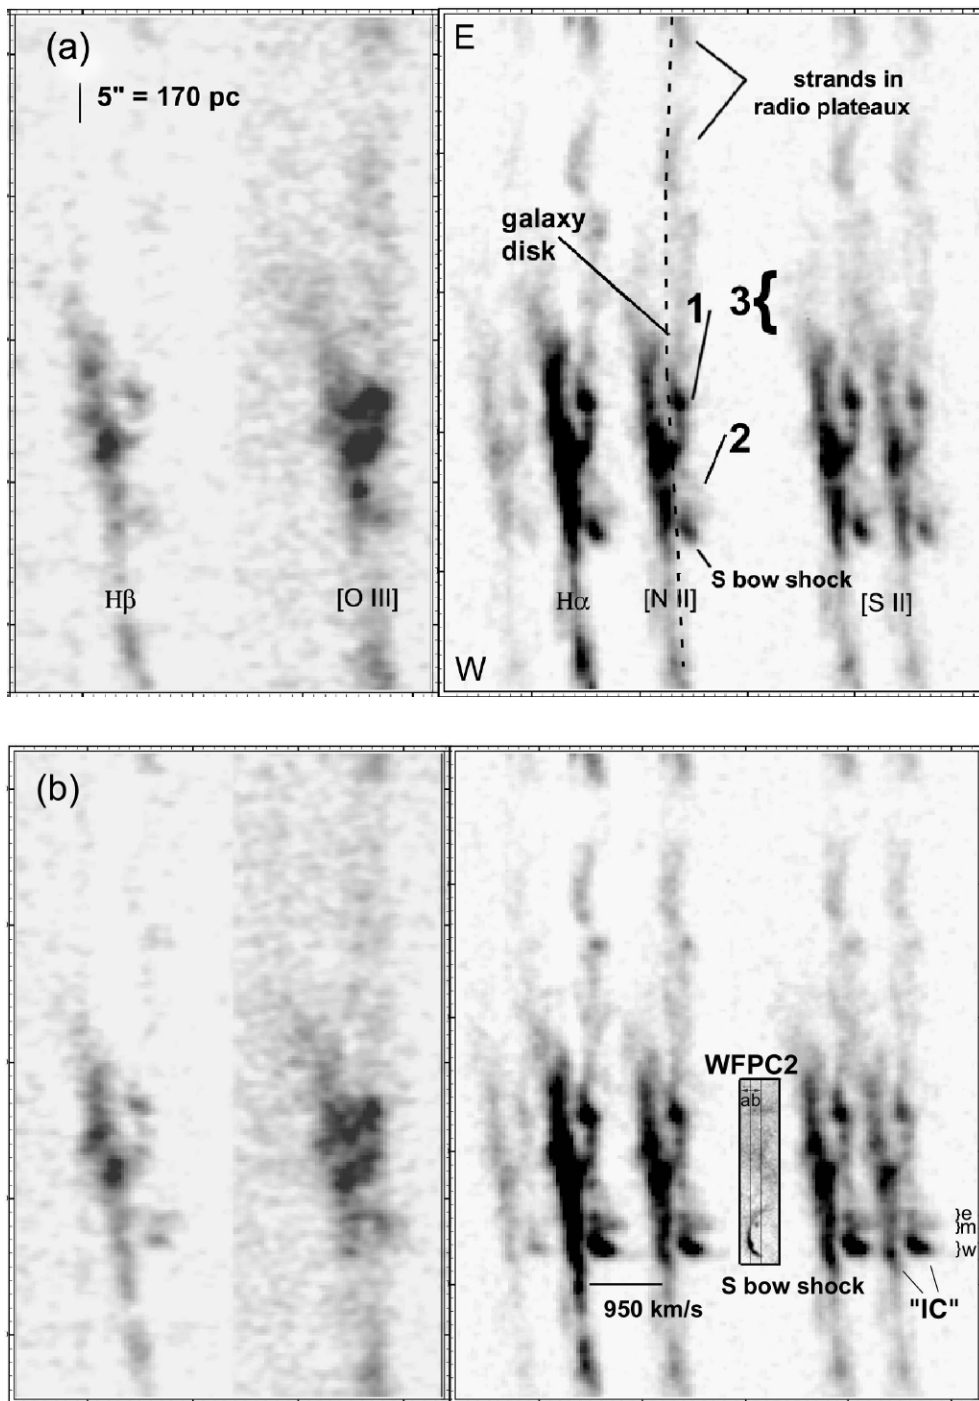 (a)
5" = 170 pc
Hβ
[O III]
E
strands in
radio plateaux
galaxy
disk
1
3{
2
S bow shock
Hα
[N II]
[S II]
W
(b)
WFPC2
ab
}e
}m
}w
S bow shock
950 km/s
"IC"